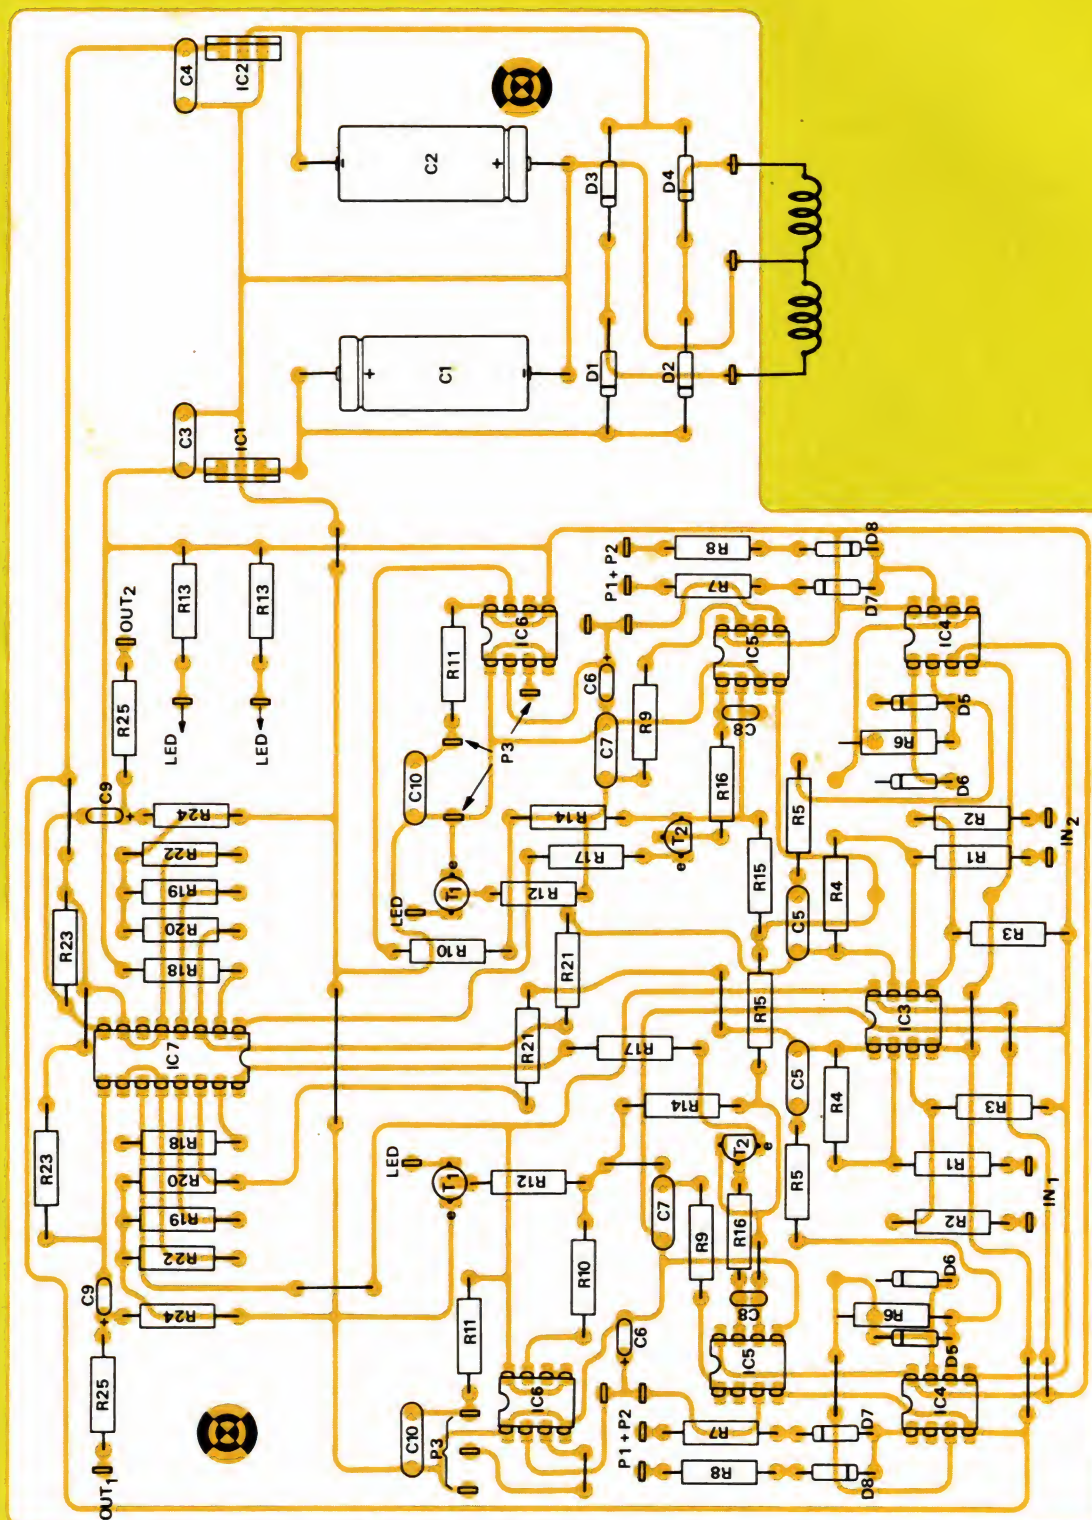 C4
IC2
C2
+
-
D3
D4
C3
IC1
C1
+
-
D1
D2
OUT2
R25
R13
R13
LED
LED
C9
+
R24
R22
R19
R20
R18
R23
IC7
R23
R18
R20
R19
R22
R24
C9
+
R25
OUT1
IC6
R11
P3
C10
LED
T1
e
R10
R12
R14
R17
R21
R21
C6
+
C7
R9
P1 + P2
R8
R7
D8
D7
IC5
C8
R16
T2
e
R15
R5
C5
R4
IC4
D5
R6
D6
R2
R1
IN2
R3
IC3
R15
R17
R14
C5
R4
R5
R3
R1
R2
IN1
LED
T1
e
R12
R10
R11
C10
P3
IC6
C6
+
C7
R9
R16
T2
e
C8
IC5
P1 + P2
R7
R8
D7
D8
IC4
D5
R6
D6